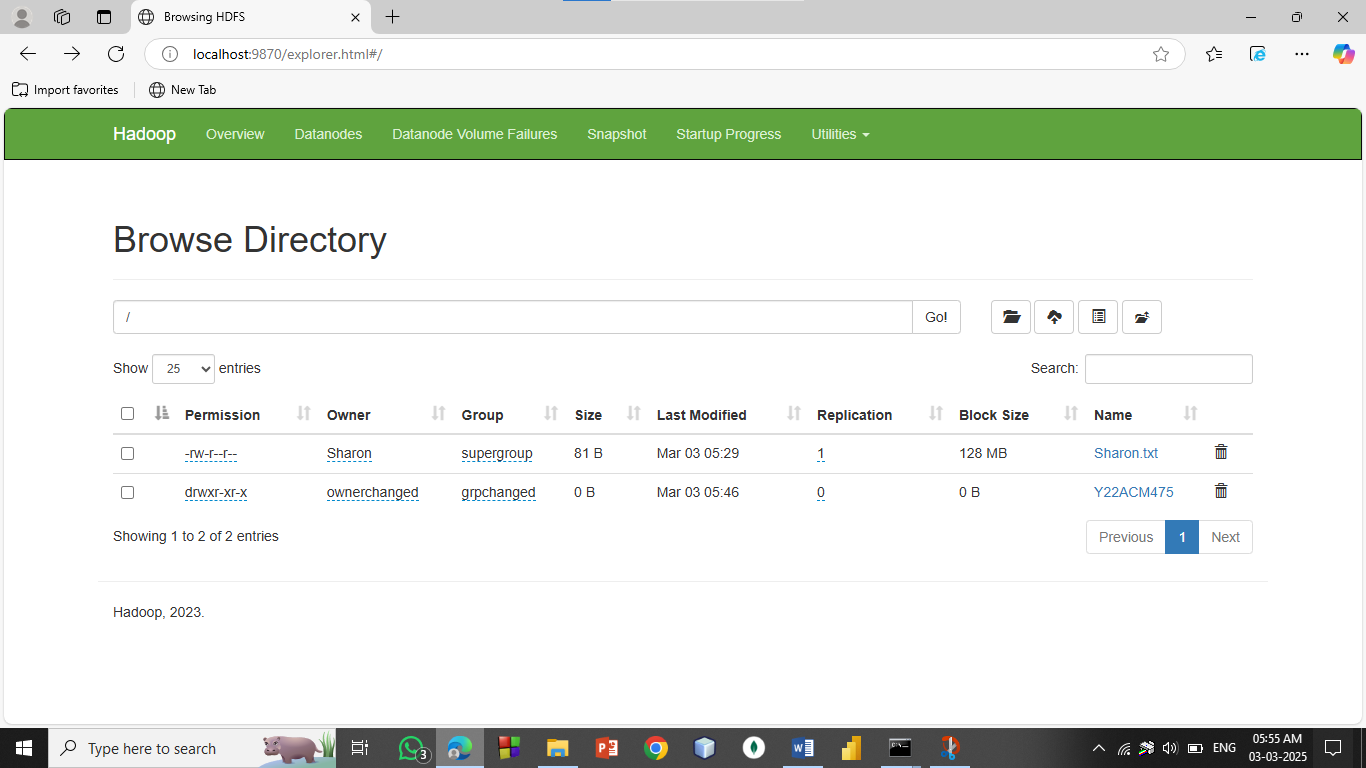 Browsing HDFS
localhost:9870/explorer.html#/
Import favorites New Tab
Hadoop Overview Datanodes Datanode Volume Failures Snapshot Startup Progress Utilities
Browse Directory
/ Go!
Show 25 entries Search:
Permission Owner Group Size Last Modified Replication Block Size Name
-rw-r--r-- Sharon supergroup 81 B Mar 03 05:29 1 128 MB Sharon.txt
drwxr-xr-x ownerchanged grpchanged 0 B Mar 03 05:46 0 0 B Y22ACM475
Showing 1 to 2 of 2 entries Previous 1 Next
Hadoop, 2023.
Type here to search 3 ENG 05:55 AM
03-03-2025